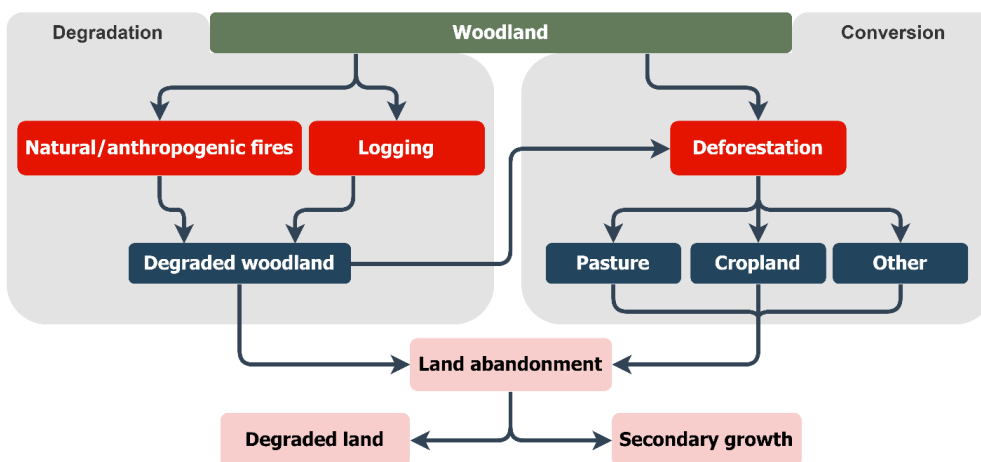 Degradation
Woodland
Conversion
Natural/anthropogenic fires
Logging
Deforestation
Degraded woodland
Pasture
Cropland
Other
Land abandonment
Degraded land
Secondary growth